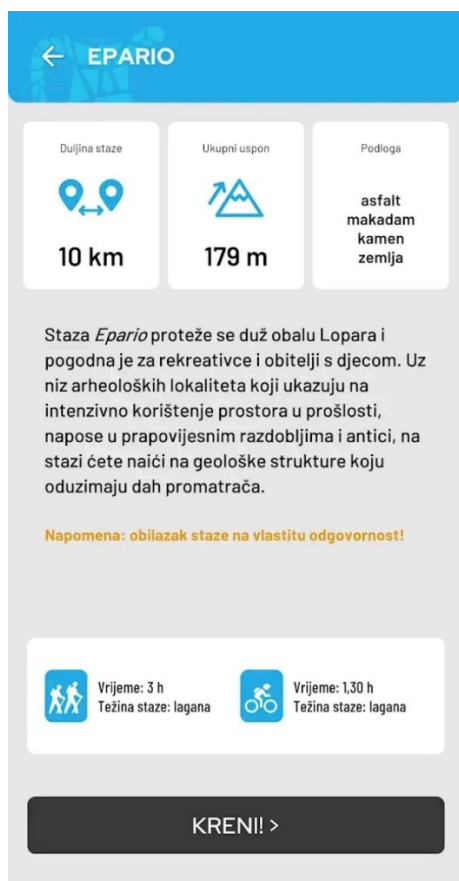 EPARIO
Duljina staze
Ukupni uspon
Podloga
10 km
179 m
asfalt
makadam
kamen
zemlja
Staza Epario proteže se duž obalu Lopara i
pogodna je za rekreativce i obitelji s djecom. Uz
niz arheoloških lokaliteta koji ukazuju na
intenzivno korištenje prostora u prošlosti,
napose u prapovijesnim razdobljima i antici, na
stazi ćete naići na geološke strukture koju
oduzimaju dah promatrača.
Napomena: obilazak staze na vlastitu odgovornost!
Vrijeme: 3 h
Težina staze: lagana
Vrijeme: 1,30 h
Težina staze: lagana
KRENI! >